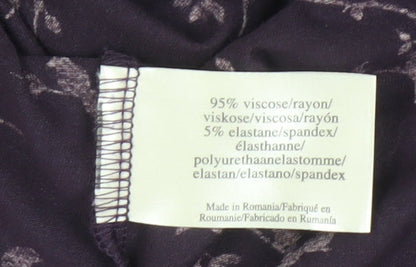 95% viscose/rayon/
viskose/viscosa/rayón
5% elastane/spandex/
élasthanne/
polyurethaanelastomme/
elastan/elastano/spandex
Made in Romania/Fabriqué en
Roumanie/Fabricado en Rumanía